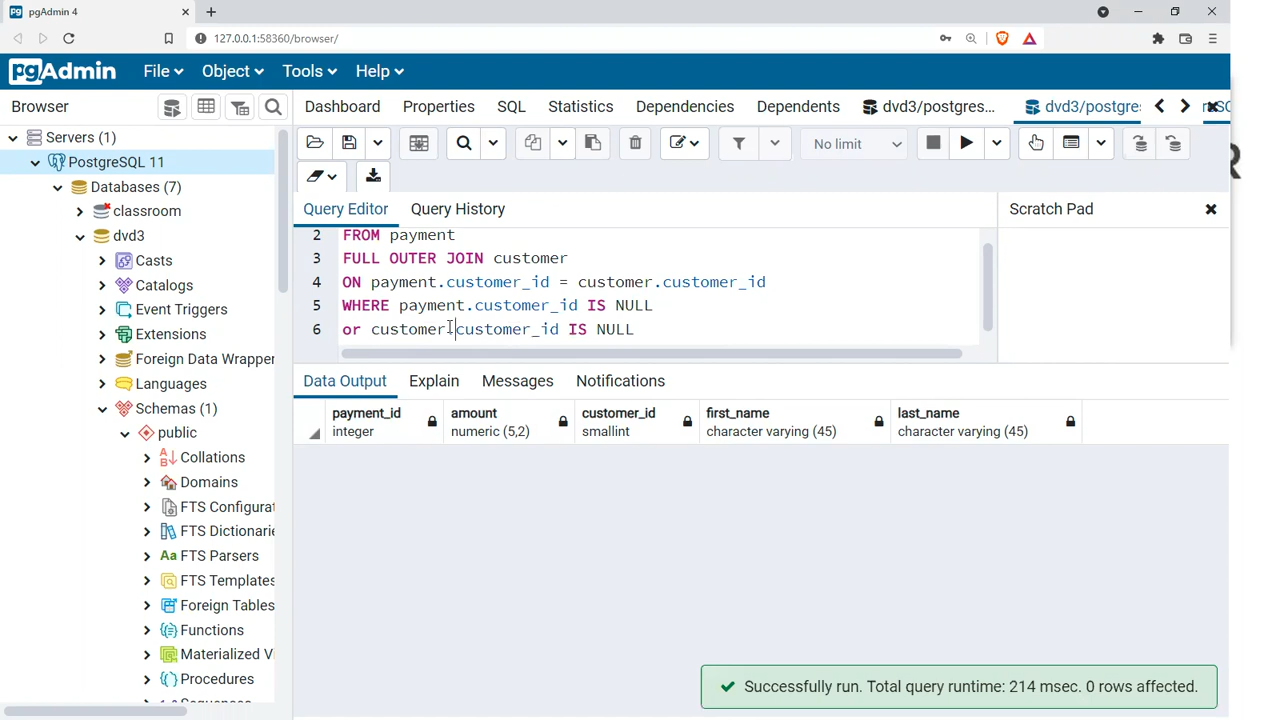 pgAdmin 4
127.0.0.1:58360/browser/
pgAdmin File Object Tools Help
Browser
Dashboard Properties SQL Statistics Dependencies Dependents dvd3/postgres... dvd3/postgre:
No limit
Query Editor Query History
Scratch Pad
2 FROM payment
3 FULL OUTER JOIN customer
4 ON payment.customer_id = customer.customer_id
5 WHERE payment.customer_id IS NULL
6 or customer.customer_id IS NULL
Data Output Explain Messages Notifications
payment_id integer
amount numeric (5,2)
customer_id smallint
first_name character varying (45)
last_name character varying (45)
Successfully run. Total query runtime: 214 msec. 0 rows affected.
Servers (1)
PostgreSQL 11
Databases (7)
classroom
dvd3
Casts
Catalogs
Event Triggers
Extensions
Foreign Data Wrapper
Languages
Schemas (1)
public
Collations
Domains
FTS Configurat
FTS Dictionarie
FTS Parsers
FTS Templates
Foreign Tables
Functions
Materialized Vi
Procedures